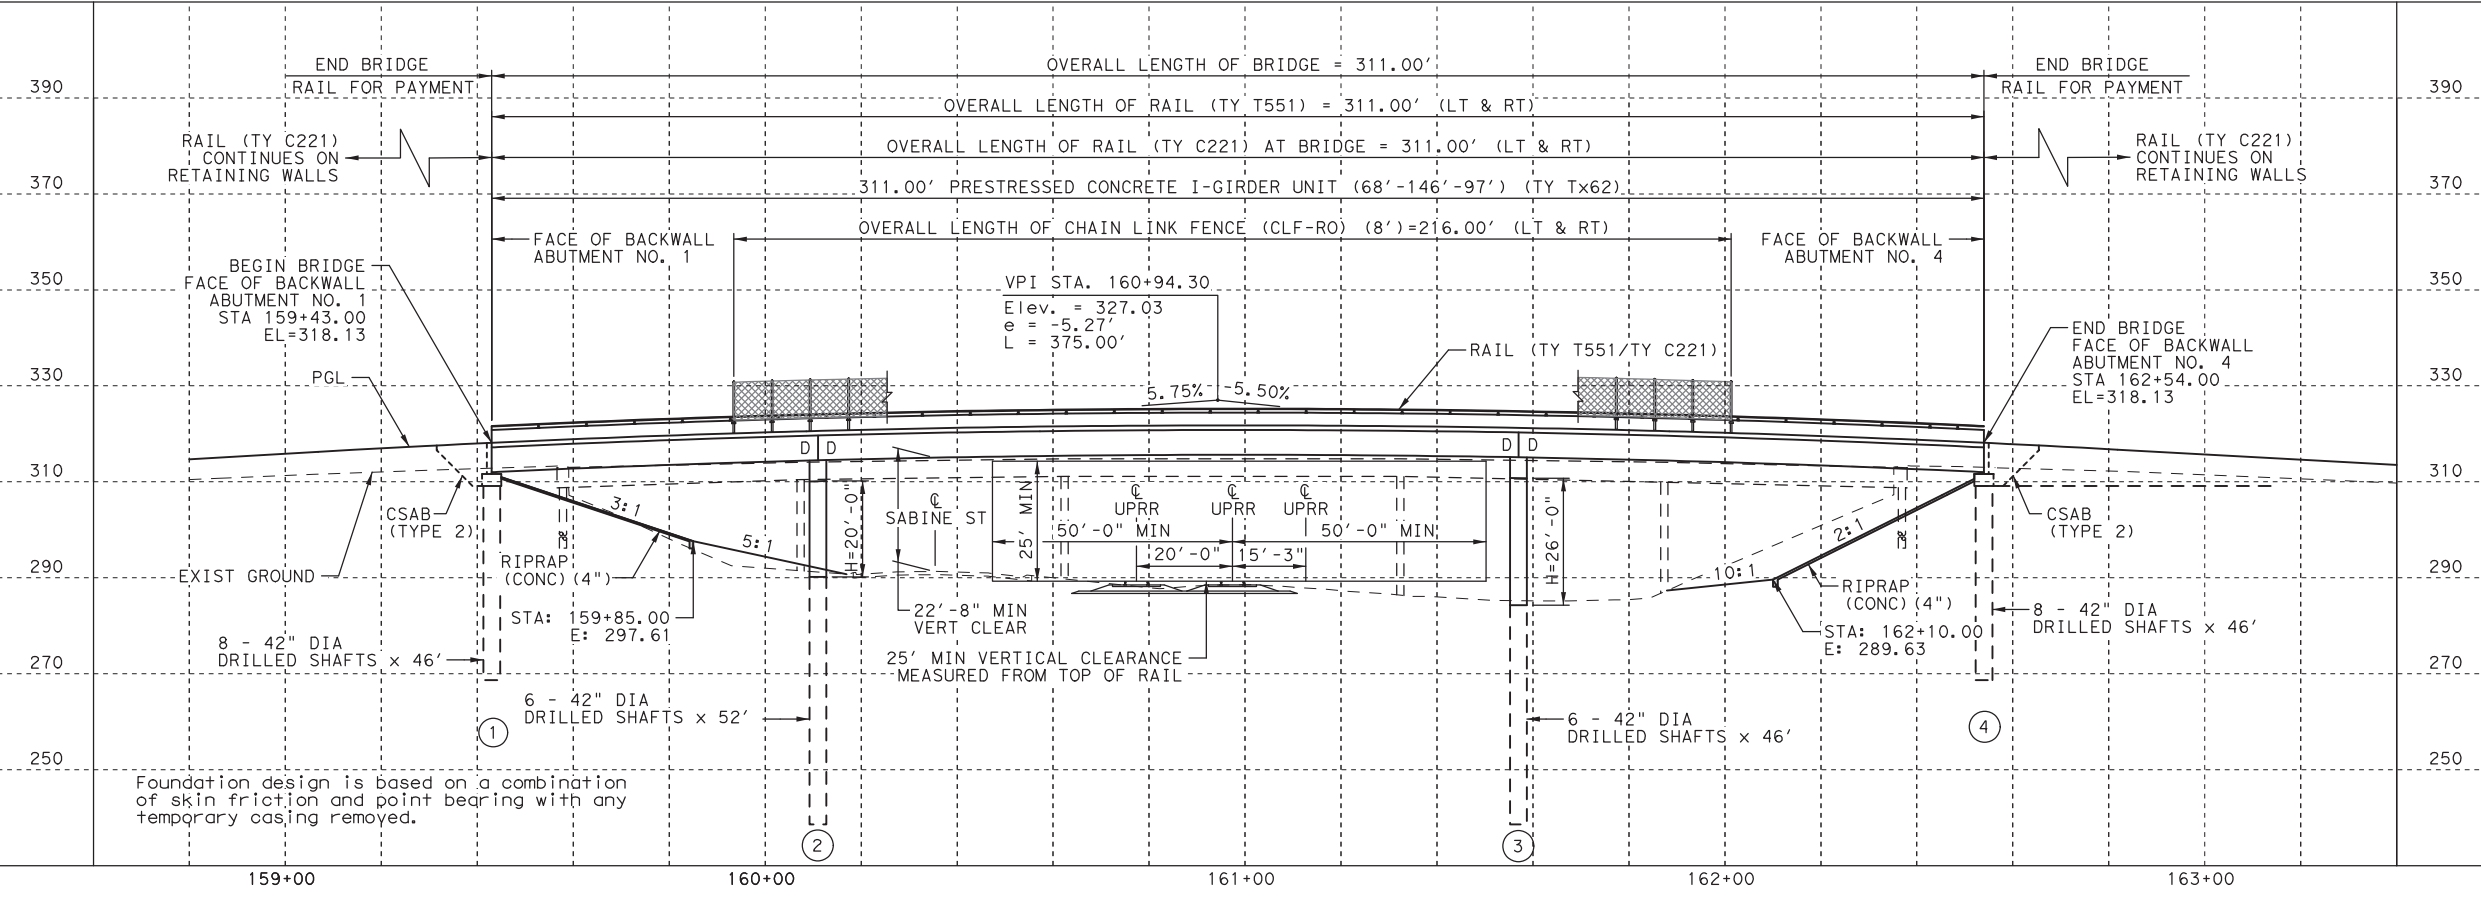 END BRIDGE
RAIL FOR PAYMENT
OVERALL LENGTH OF BRIDGE = 311.00'
END BRIDGE
RAIL FOR PAYMENT
390
390
OVERALL LENGTH OF RAIL (TY T551) = 311.00' (LT & RT)
RAIL (TY C221)
CONTINUES ON
RETAINING WALLS
OVERALL LENGTH OF RAIL (TY C221) AT BRIDGE = 311.00' (LT & RT)
RAIL (TY C221)
CONTINUES ON
RETAINING WALLS
370
370
311.00' PRESTRESSED CONCRETE I-GIRDER UNIT (68'-146'-97') (TY Tx62)
OVERALL LENGTH OF CHAIN LINK FENCE (CLF-RO) (8')=216.00' (LT & RT)
FACE OF BACKWALL
ABUTMENT NO. 1
FACE OF BACKWALL
ABUTMENT NO. 4
BEGIN BRIDGE
FACE OF BACKWALL
ABUTMENT NO. 1
STA 159+43.00
EL=318.13
350
350
VPI STA. 160+94.30
Elev. = 327.03
e = -5.27'
L = 375.00'
END BRIDGE
FACE OF BACKWALL
ABUTMENT NO. 4
STA 162+54.00
EL=318.13
RAIL (TY T551/TY C221)
PGL
330
330
5.75%
-5.50%
D
D
D
D
310
310
3:1
5:1
CSAB
(TYPE 2)
H=20'-0"
℄
SABINE ST
25' MIN
℄
UPRR
℄
UPRR
℄
UPRR
50'-0" MIN
50'-0" MIN
20'-0"
15'-3"
H=26'-0"
2:1
10:1
CSAB
(TYPE 2)
EXIST GROUND
290
290
RIPRAP
(CONC)(4")
RIPRAP
(CONC)(4")
STA: 159+85.00
E: 297.61
22'-8" MIN
VERT CLEAR
STA: 162+10.00
E: 289.63
8 - 42" DIA
DRILLED SHAFTS x 46'
8 - 42" DIA
DRILLED SHAFTS x 46'
25' MIN VERTICAL CLEARANCE
MEASURED FROM TOP OF RAIL
270
270
6 - 42" DIA
DRILLED SHAFTS x 52'
6 - 42" DIA
DRILLED SHAFTS x 46'
1
4
250
250
Foundation design is based on a combination
of skin friction and point bearing with any
temporary casing removed.
2
3
159+00
160+00
161+00
162+00
163+00